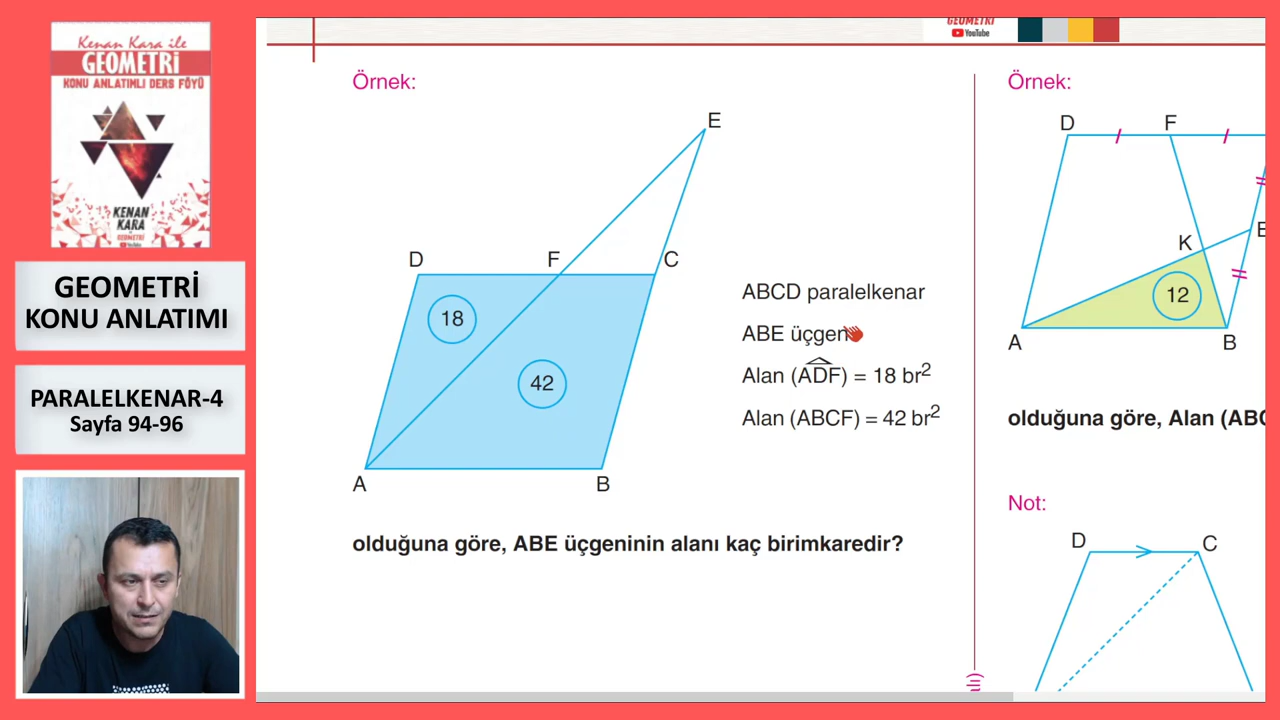 Kenan Kara ile
GEOMETRİ
KONU ANLATIMLI DERS FÖYÜ
KENAN
KARA
GEOMETRİ
GEOMETRİ
KONU ANLATIMI
PARALELKENAR-4
Sayfa 94-96
GEOMETRİ
YouTube
Örnek:
E
D
F
C
18
42
A
B
ABCD paralelkenar
ABE üçgen
Alan (ADF) = 18 br²
Alan (ABCF) = 42 br²
olduğuna göre, ABE üçgeninin alanı kaç birimkaredir?
Örnek:
D
F
K
E
12
A
B
olduğuna göre, Alan (ABC
Not:
D
C